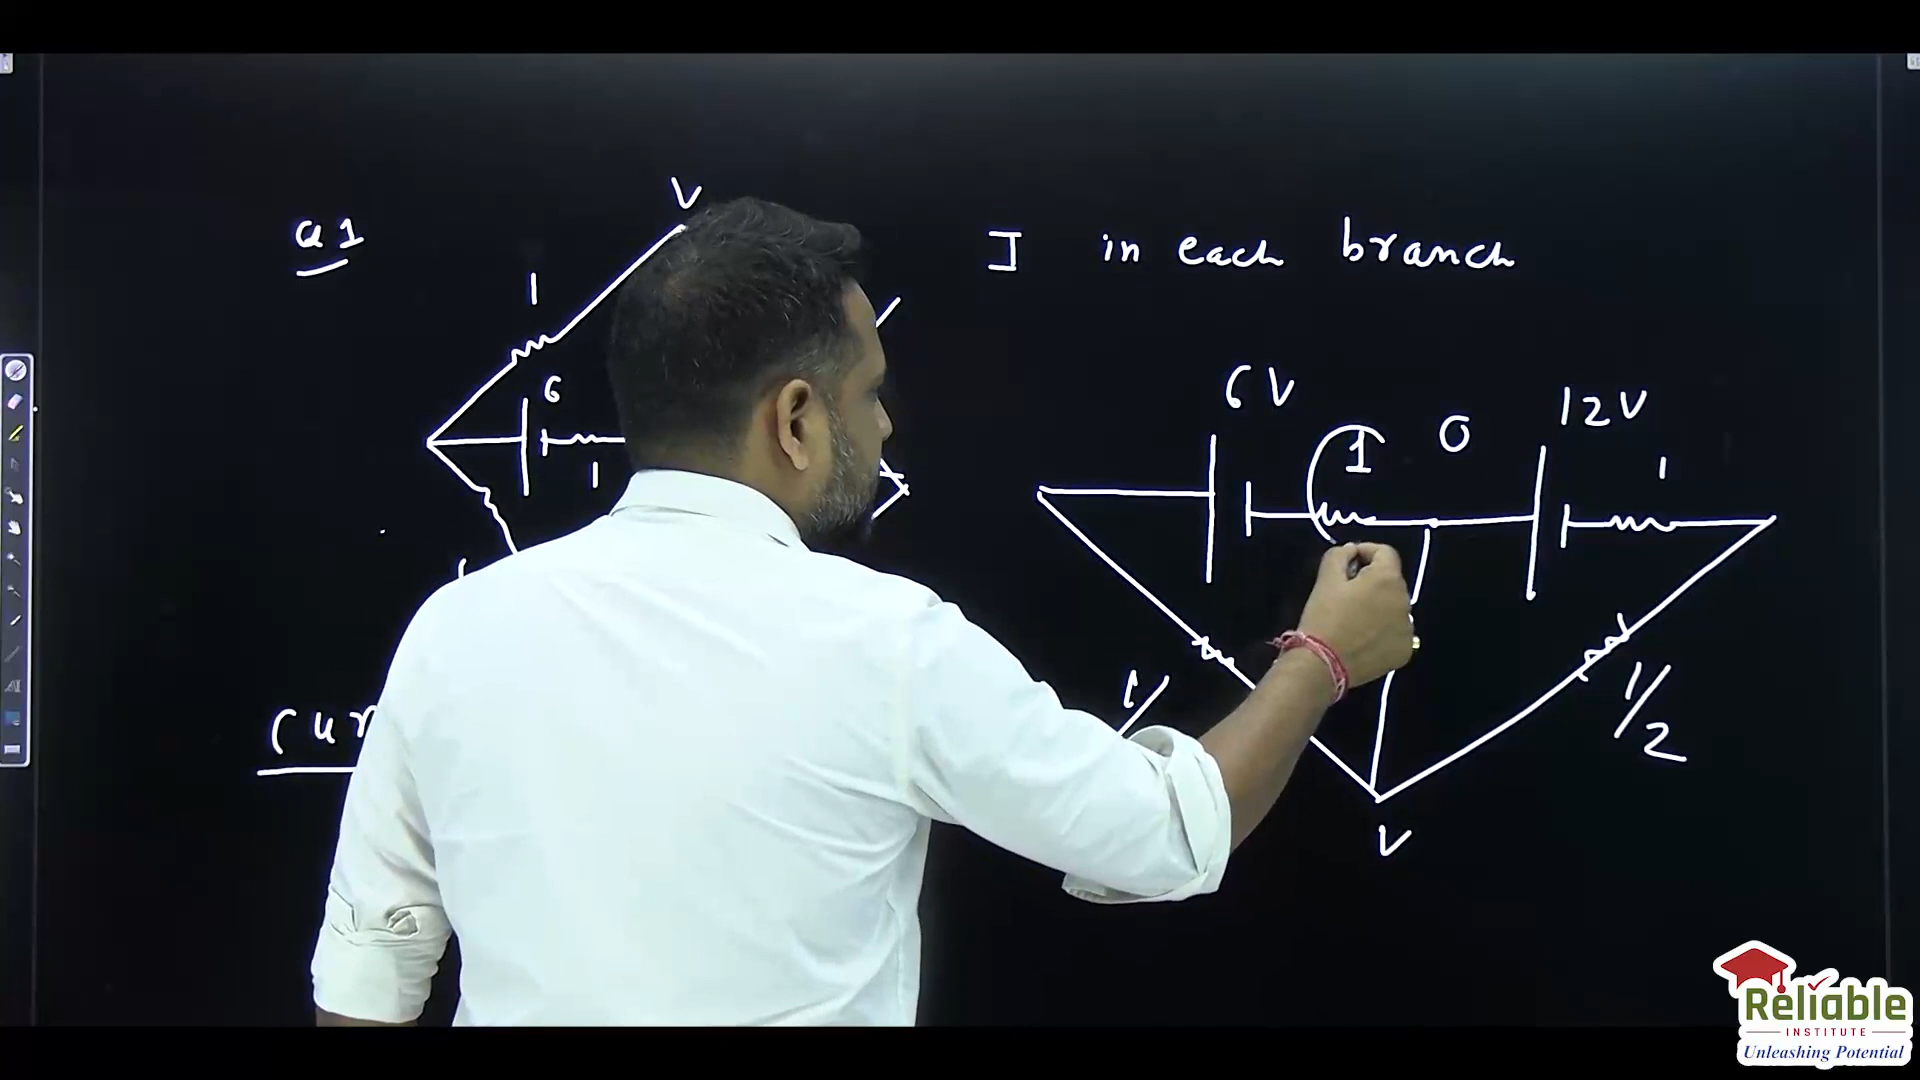 Q1
V
I in each branch
1
6
1
6V
1
0
12V
1
1/
1/2
V
Reliable
INSTITUTE
Unleashing Potential